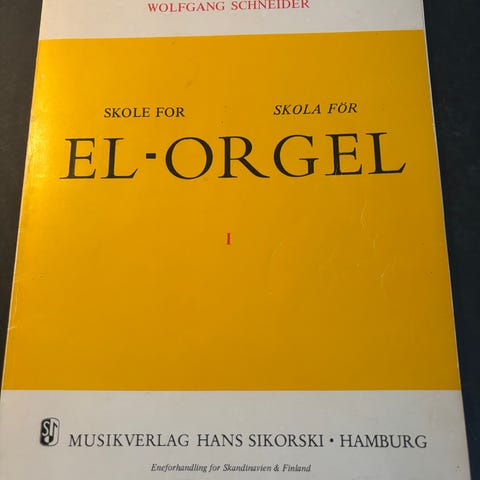 WOLFGANG SCHNEIDER
SKOLE FOR SKOLA FÖR
EL-ORGEL
I
MUSIKVERLAG HANS SIKORSKI • HAMBURG
Eneforhandling for Skandinavien & Finland